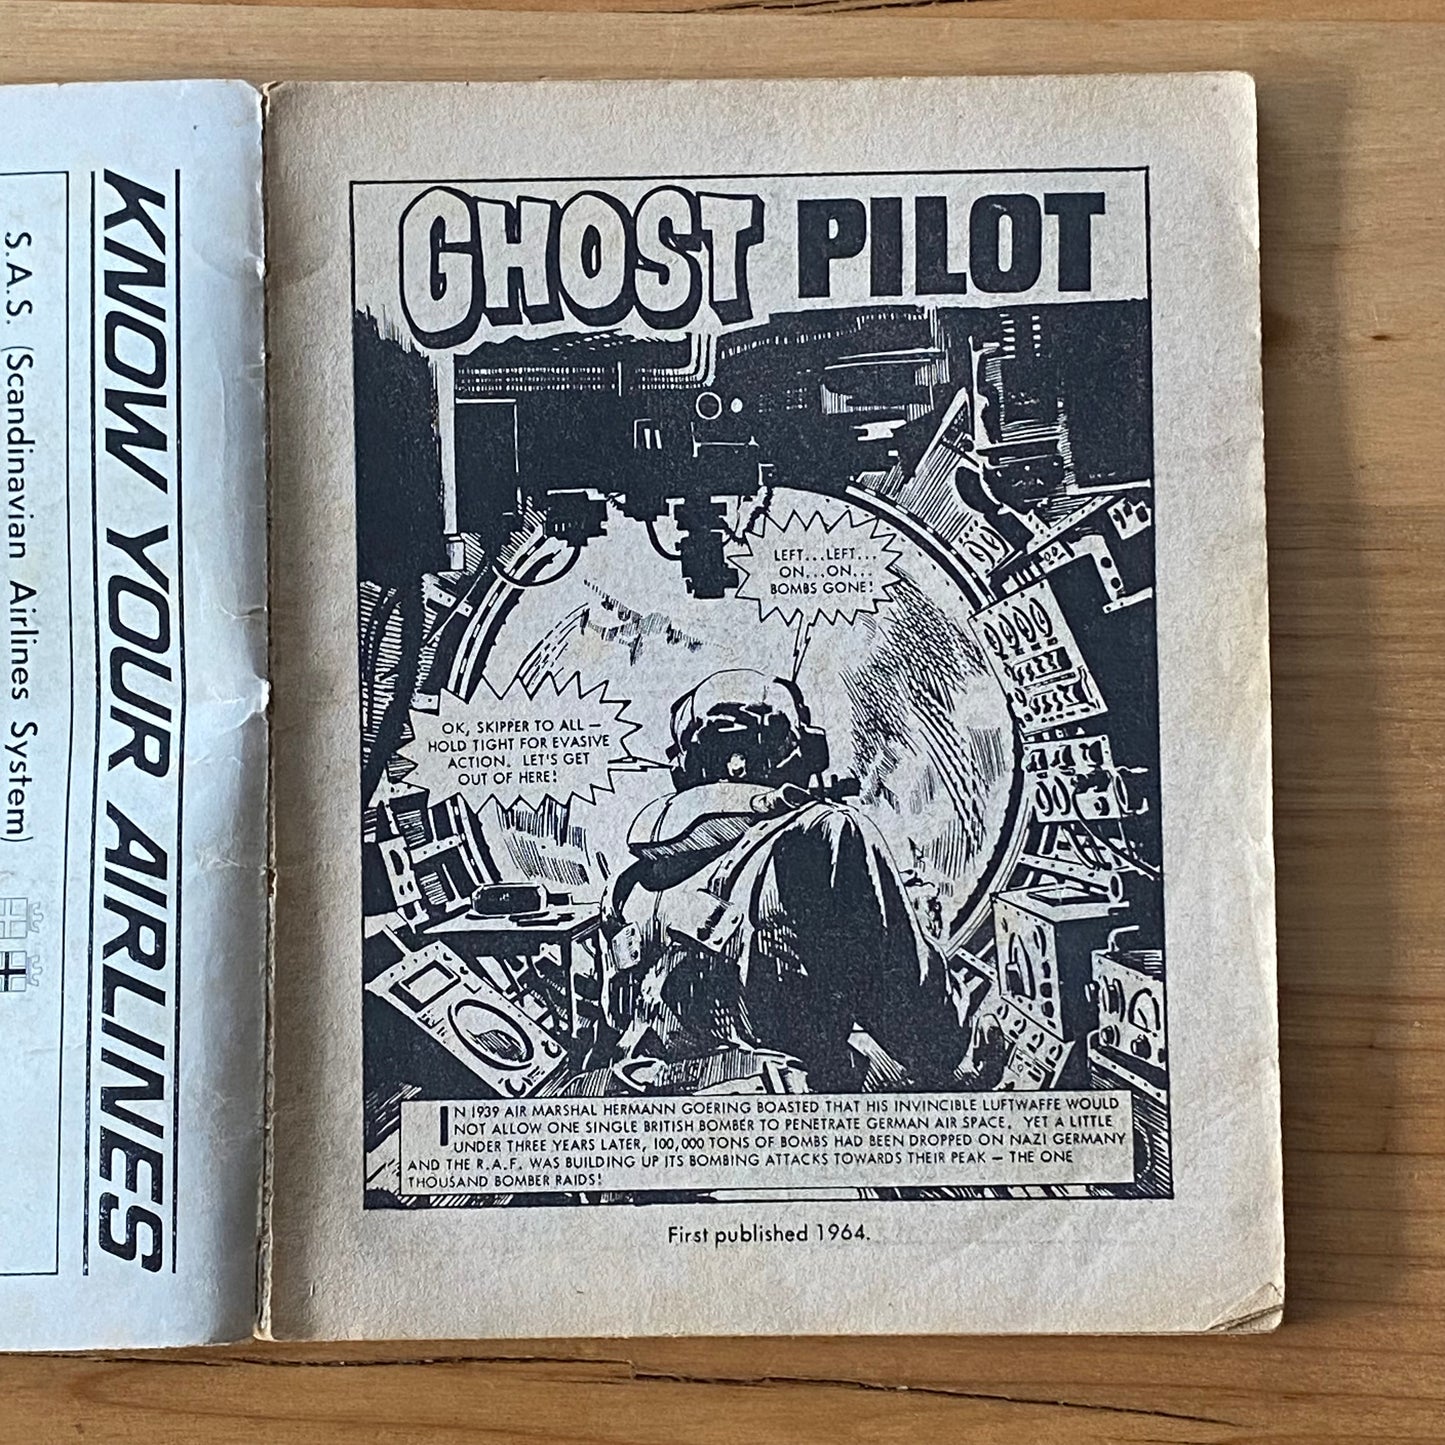 KNOW YOUR AIRLINES
S.A.S. (Scandinavian Airlines System)
GHOST PILOT
LEFT...LEFT...
ON...ON...
BOMBS GONE!
OK, SKIPPER TO ALL —
HOLD TIGHT FOR EVASIVE
ACTION. LET'S GET
OUT OF HERE!
IN 1939 AIR MARSHAL HERMANN GOERING BOASTED THAT HIS INVINCIBLE LUFTWAFFE WOULD
NOT ALLOW ONE SINGLE BRITISH BOMBER TO PENETRATE GERMAN AIR SPACE. YET A LITTLE
UNDER THREE YEARS LATER, 100,000 TONS OF BOMBS HAD BEEN DROPPED ON NAZI GERMANY
AND THE R.A.F. WAS BUILDING UP ITS BOMBING ATTACKS TOWARDS THEIR PEAK — THE ONE
THOUSAND BOMBER RAIDS!
First published 1964.